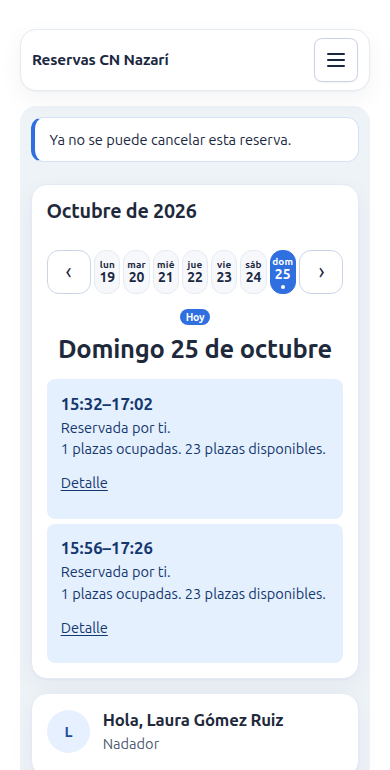 Reservas CN Nazarí
Ya no se puede cancelar esta reserva.
Octubre de 2026
‹ lun 19 mar 20 mié 21 jue 22 vie 23 sáb 24 dom 25 ›
Hoy
Domingo 25 de octubre
15:32–17:02
Reservada por ti.
1 plazas ocupadas. 23 plazas disponibles.
Detalle
15:56–17:26
Reservada por ti.
1 plazas ocupadas. 23 plazas disponibles.
Detalle
L
Hola, Laura Gómez Ruiz
Nadador